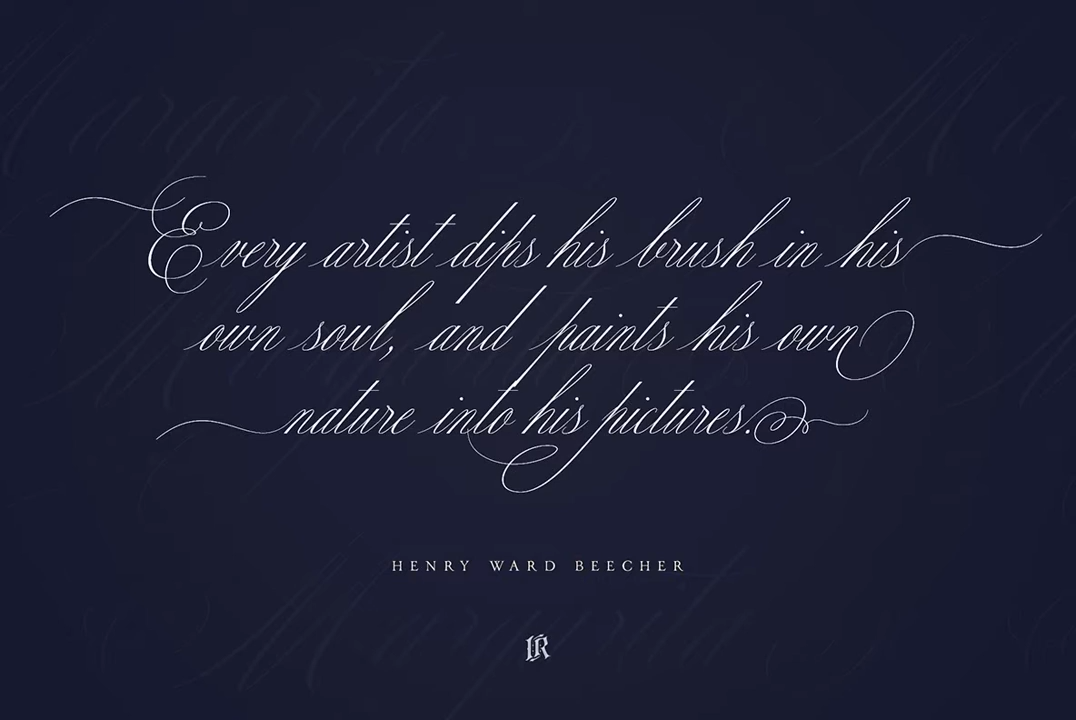 Every artist dips his brush in his
own soul, and paints his own
nature into his pictures.
HENRY WARD BEECHER